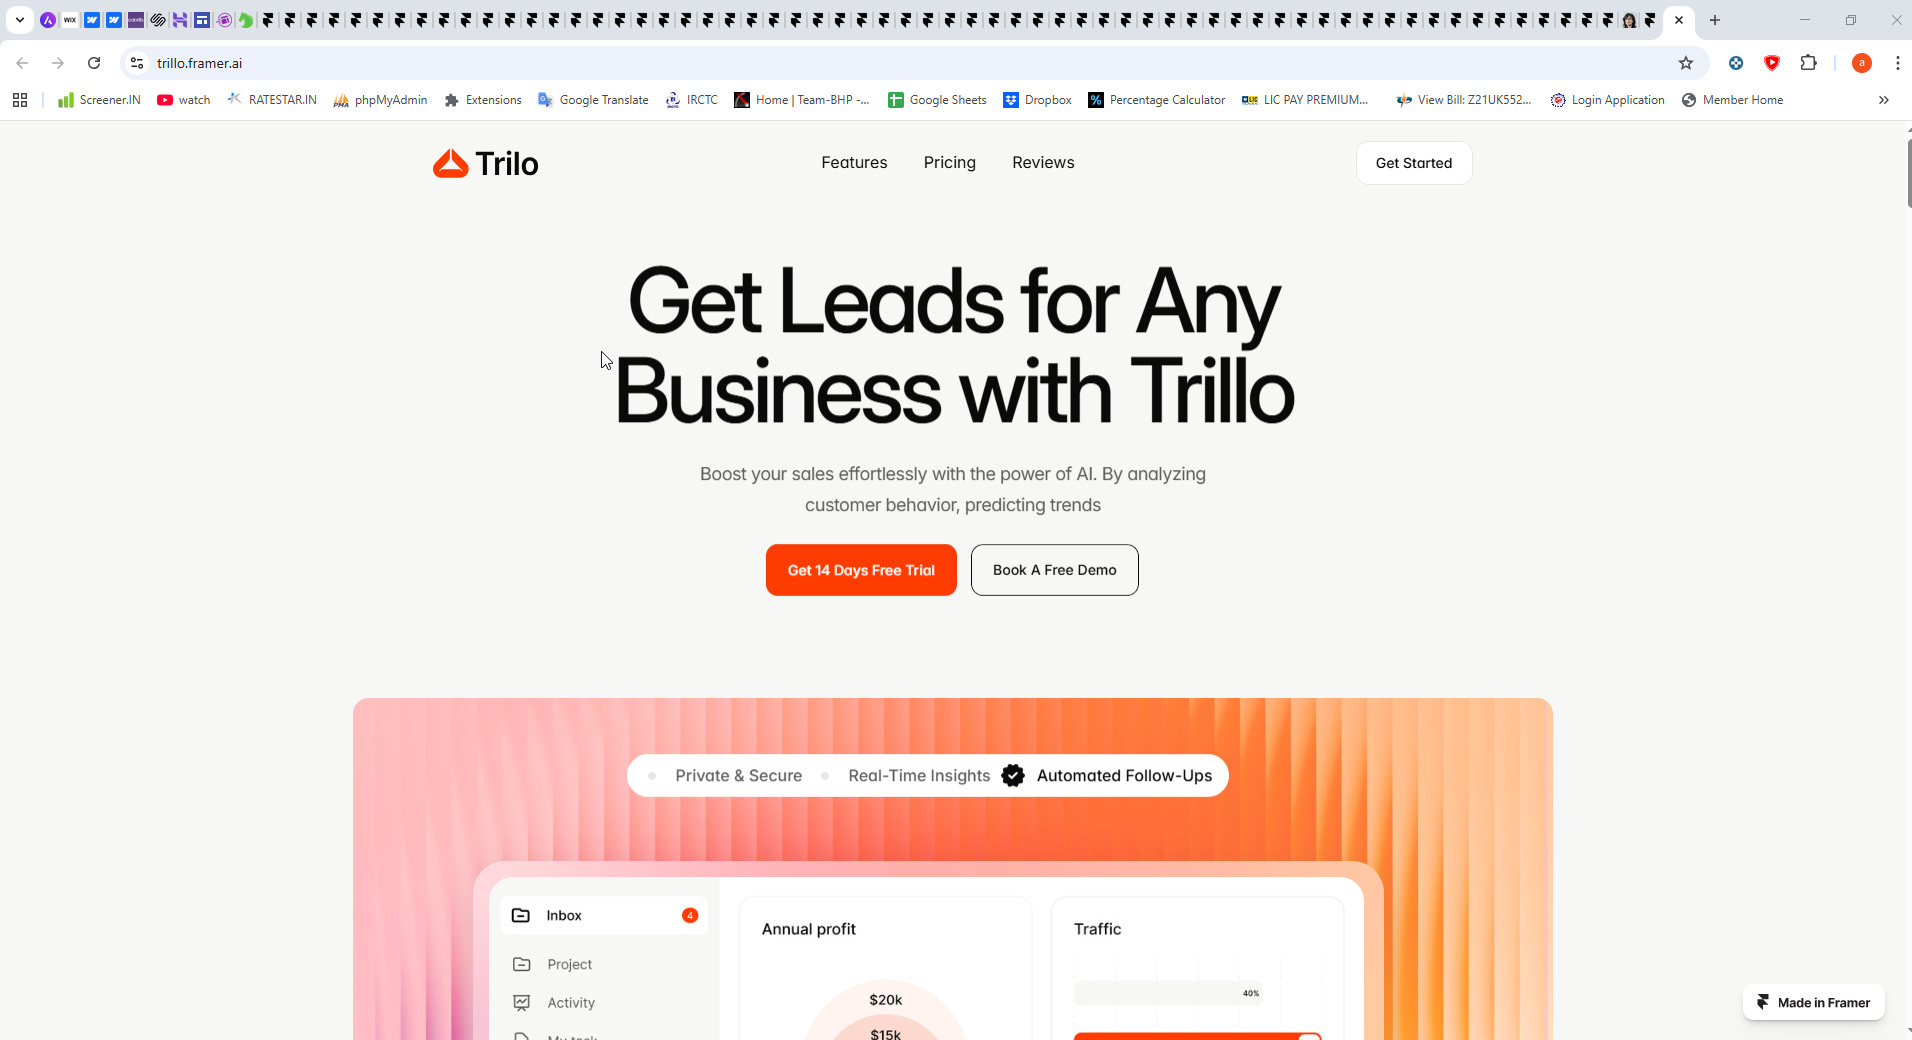 WIX
trillo.framer.ai
a
Screener.IN
watch
RATESTAR.IN
PMA
phpMyAdmin
Extensions
Google Translate
IRCTC
Home | Team-BHP -...
Google Sheets
Dropbox
%
Percentage Calculator
LIC PAY PREMIUM...
View Bill: Z21UK552...
Login Application
Member Home
Trilo
Features
Pricing
Reviews
Get Started
Get Leads for Any
Business with Trillo
Boost your sales effortlessly with the power of AI. By analyzing
customer behavior, predicting trends
Get 14 Days Free Trial
Book A Free Demo
Private & Secure
Real-Time Insights
Automated Follow-Ups
Inbox
4
Project
Activity
My task
Annual profit
$20k
$15k
Traffic
40%
Made in Framer